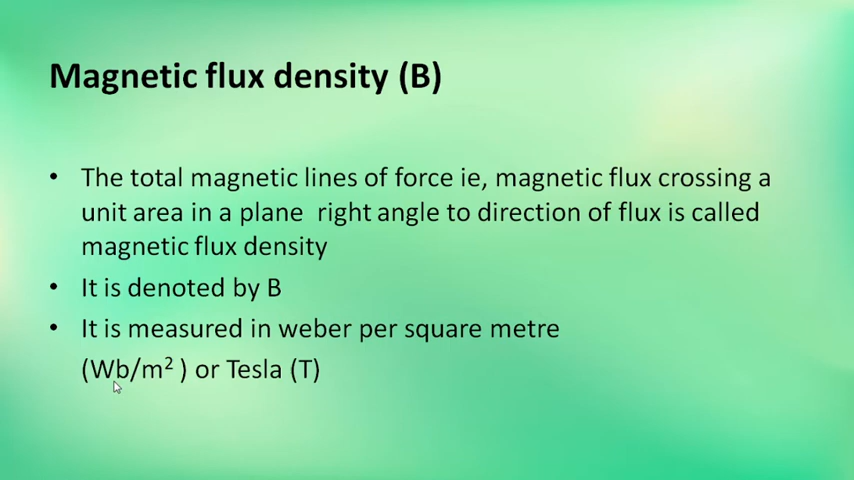 Magnetic flux density (B)
• The total magnetic lines of force ie, magnetic flux crossing a
unit area in a plane right angle to direction of flux is called
magnetic flux density
• It is denoted by B
• It is measured in weber per square metre
(Wb/m² ) or Tesla (T)